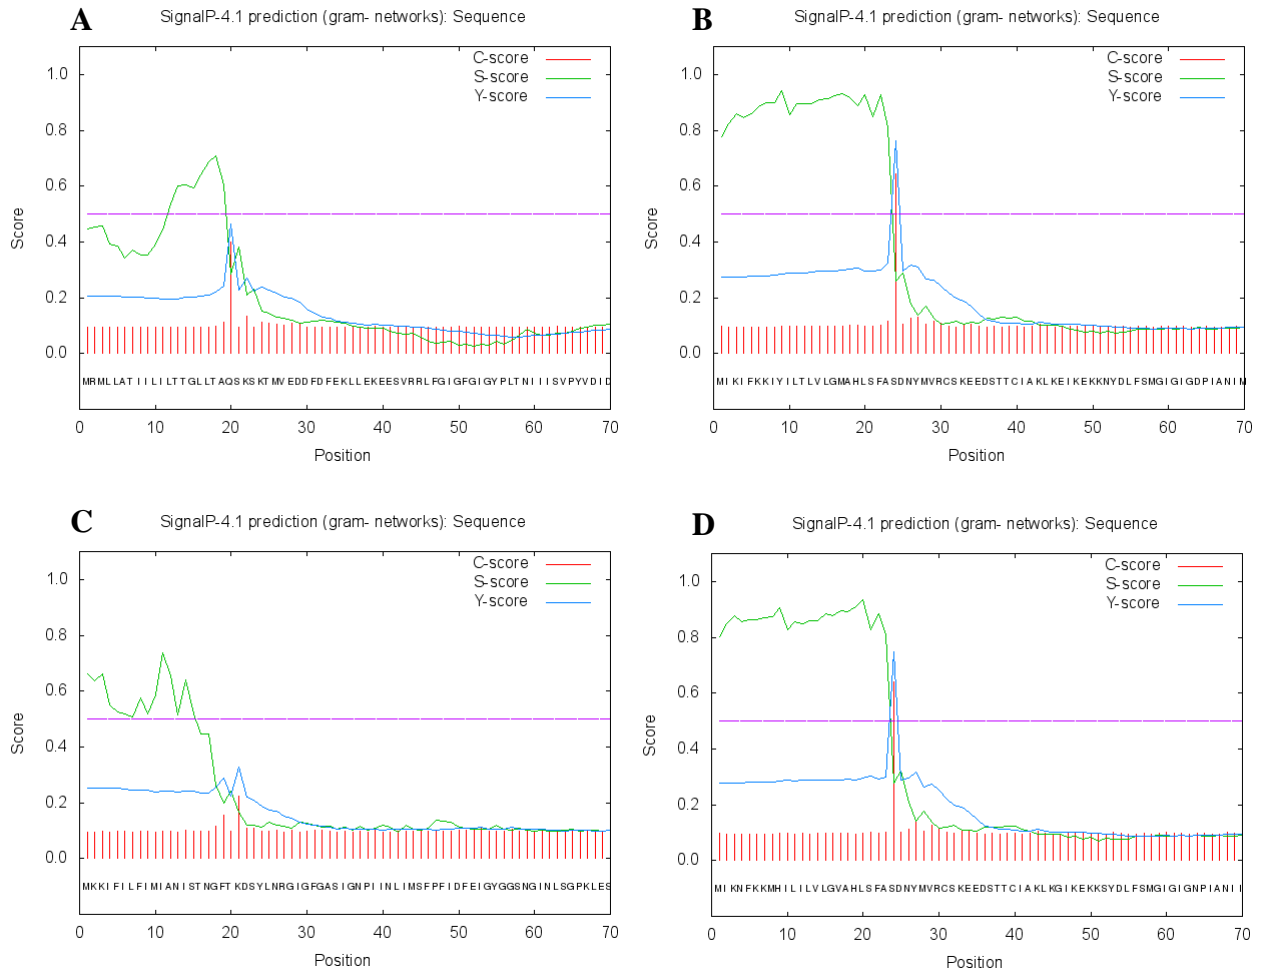 A
SignalP-4.1 prediction (gram- networks): Sequence
C-score
S-score
Y-score
1.0
0.8
0.6
0.4
0.2
0.0
Score
MRMLLATIILILTTGLLTAQSKSKTMVEDDFDFEKLLEKEESVRRLFGIGFGIGYPLTNIIISVPYVDID
0 10 20 30 40 50 60 70
Position
B
SignalP-4.1 prediction (gram- networks): Sequence
C-score
S-score
Y-score
1.0
0.8
0.6
0.4
0.2
0.0
Score
MIKIFKKIYILTLVLGMAHLSFASDNYMVRCSKEEDSTTCIAKLKEIKEKKNYDLFSMGIGIGDPIANIM
0 10 20 30 40 50 60 70
Position
C
SignalP-4.1 prediction (gram- networks): Sequence
C-score
S-score
Y-score
1.0
0.8
0.6
0.4
0.2
0.0
Score
MKKIFILFIMIANISTNGFTKDSYLNRGIGFGASIGNPIINLIMSFPFIDFEIGYGGSNGINLSGPKLES
0 10 20 30 40 50 60 70
Position
D
SignalP-4.1 prediction (gram- networks): Sequence
C-score
S-score
Y-score
1.0
0.8
0.6
0.4
0.2
0.0
Score
MIKNFKKMHILILVLGVAHLSFASDNYMVRCSKEEDSTTCIAKLKGIKEKKSYDLFSMGIGIGNPIANII
0 10 20 30 40 50 60 70
Position